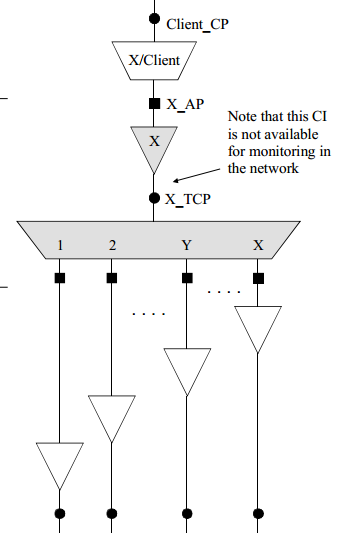 Client_CP
X/Client
X_AP
Note that this CI
is not available
for monitoring in
the network
X
X_TCP
1 2 Y X
. . . .
. . . .